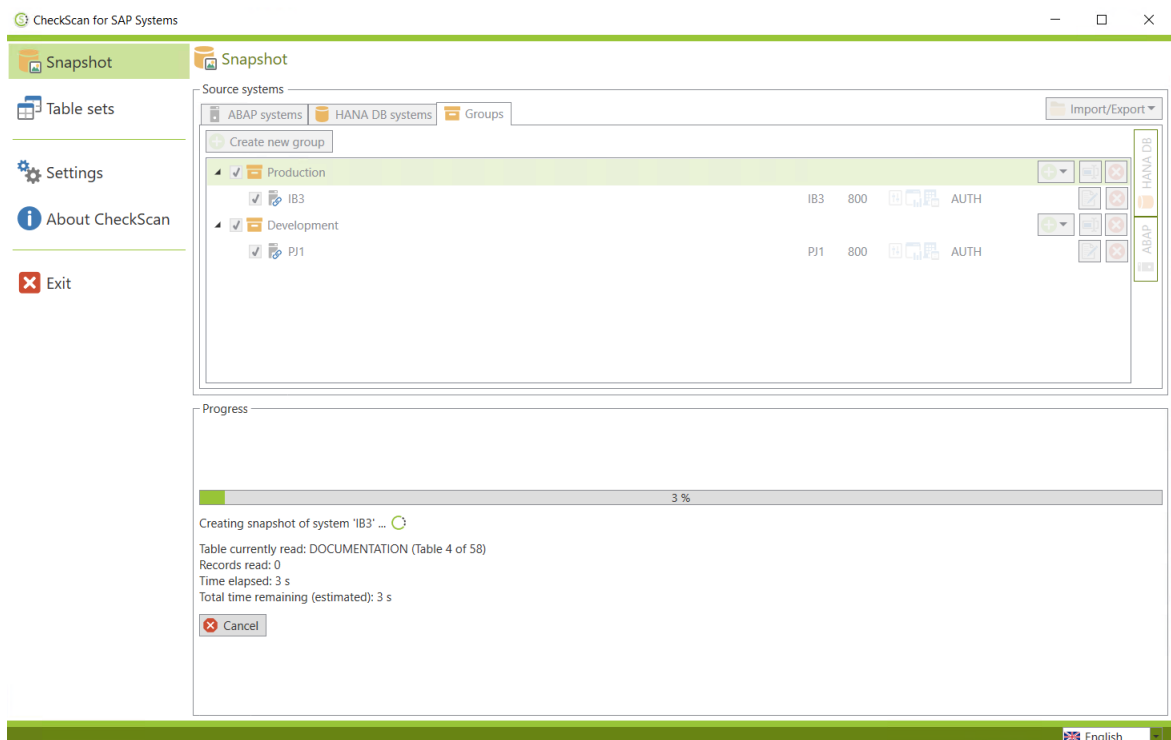 CheckScan for SAP Systems
Snapshot
Table sets
Settings
About CheckScan
Exit
Snapshot
Source systems
ABAP systems HANA DB systems Groups Import/Export
Create new group
Production
IB3 IB3 800 AUTH
Development
PJ1 PJ1 800 AUTH
HANA DB
ABAP
Progress
3 %
Creating snapshot of system 'IB3' ...
Table currently read: DOCUMENTATION (Table 4 of 58)
Records read: 0
Time elapsed: 3 s
Total time remaining (estimated): 3 s
Cancel
English